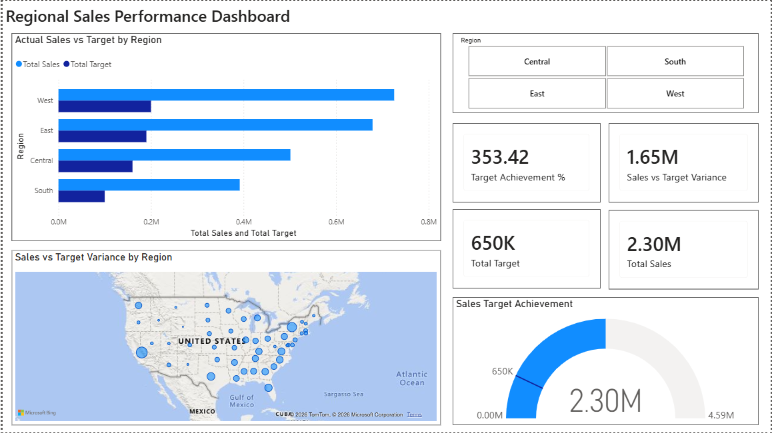 Regional Sales Performance Dashboard
Actual Sales vs Target by Region
Total Sales Total Target
Region
West
East
Central
South
0.0M 0.2M 0.4M 0.6M 0.8M
Total Sales and Total Target
Sales vs Target Variance by Region
UNITED STATES
MEXICO
Gulf of
Mexico
CUBA
Sargasso Sea
Atlantic
Ocean
Microsoft Bing
© 2026 TomTom, © 2026 Microsoft Corporation Terms
Region
Central South
East West
353.42
Target Achievement %
1.65M
Sales vs Target Variance
650K
Total Target
2.30M
Total Sales
Sales Target Achievement
650K
0.00M
2.30M
4.59M